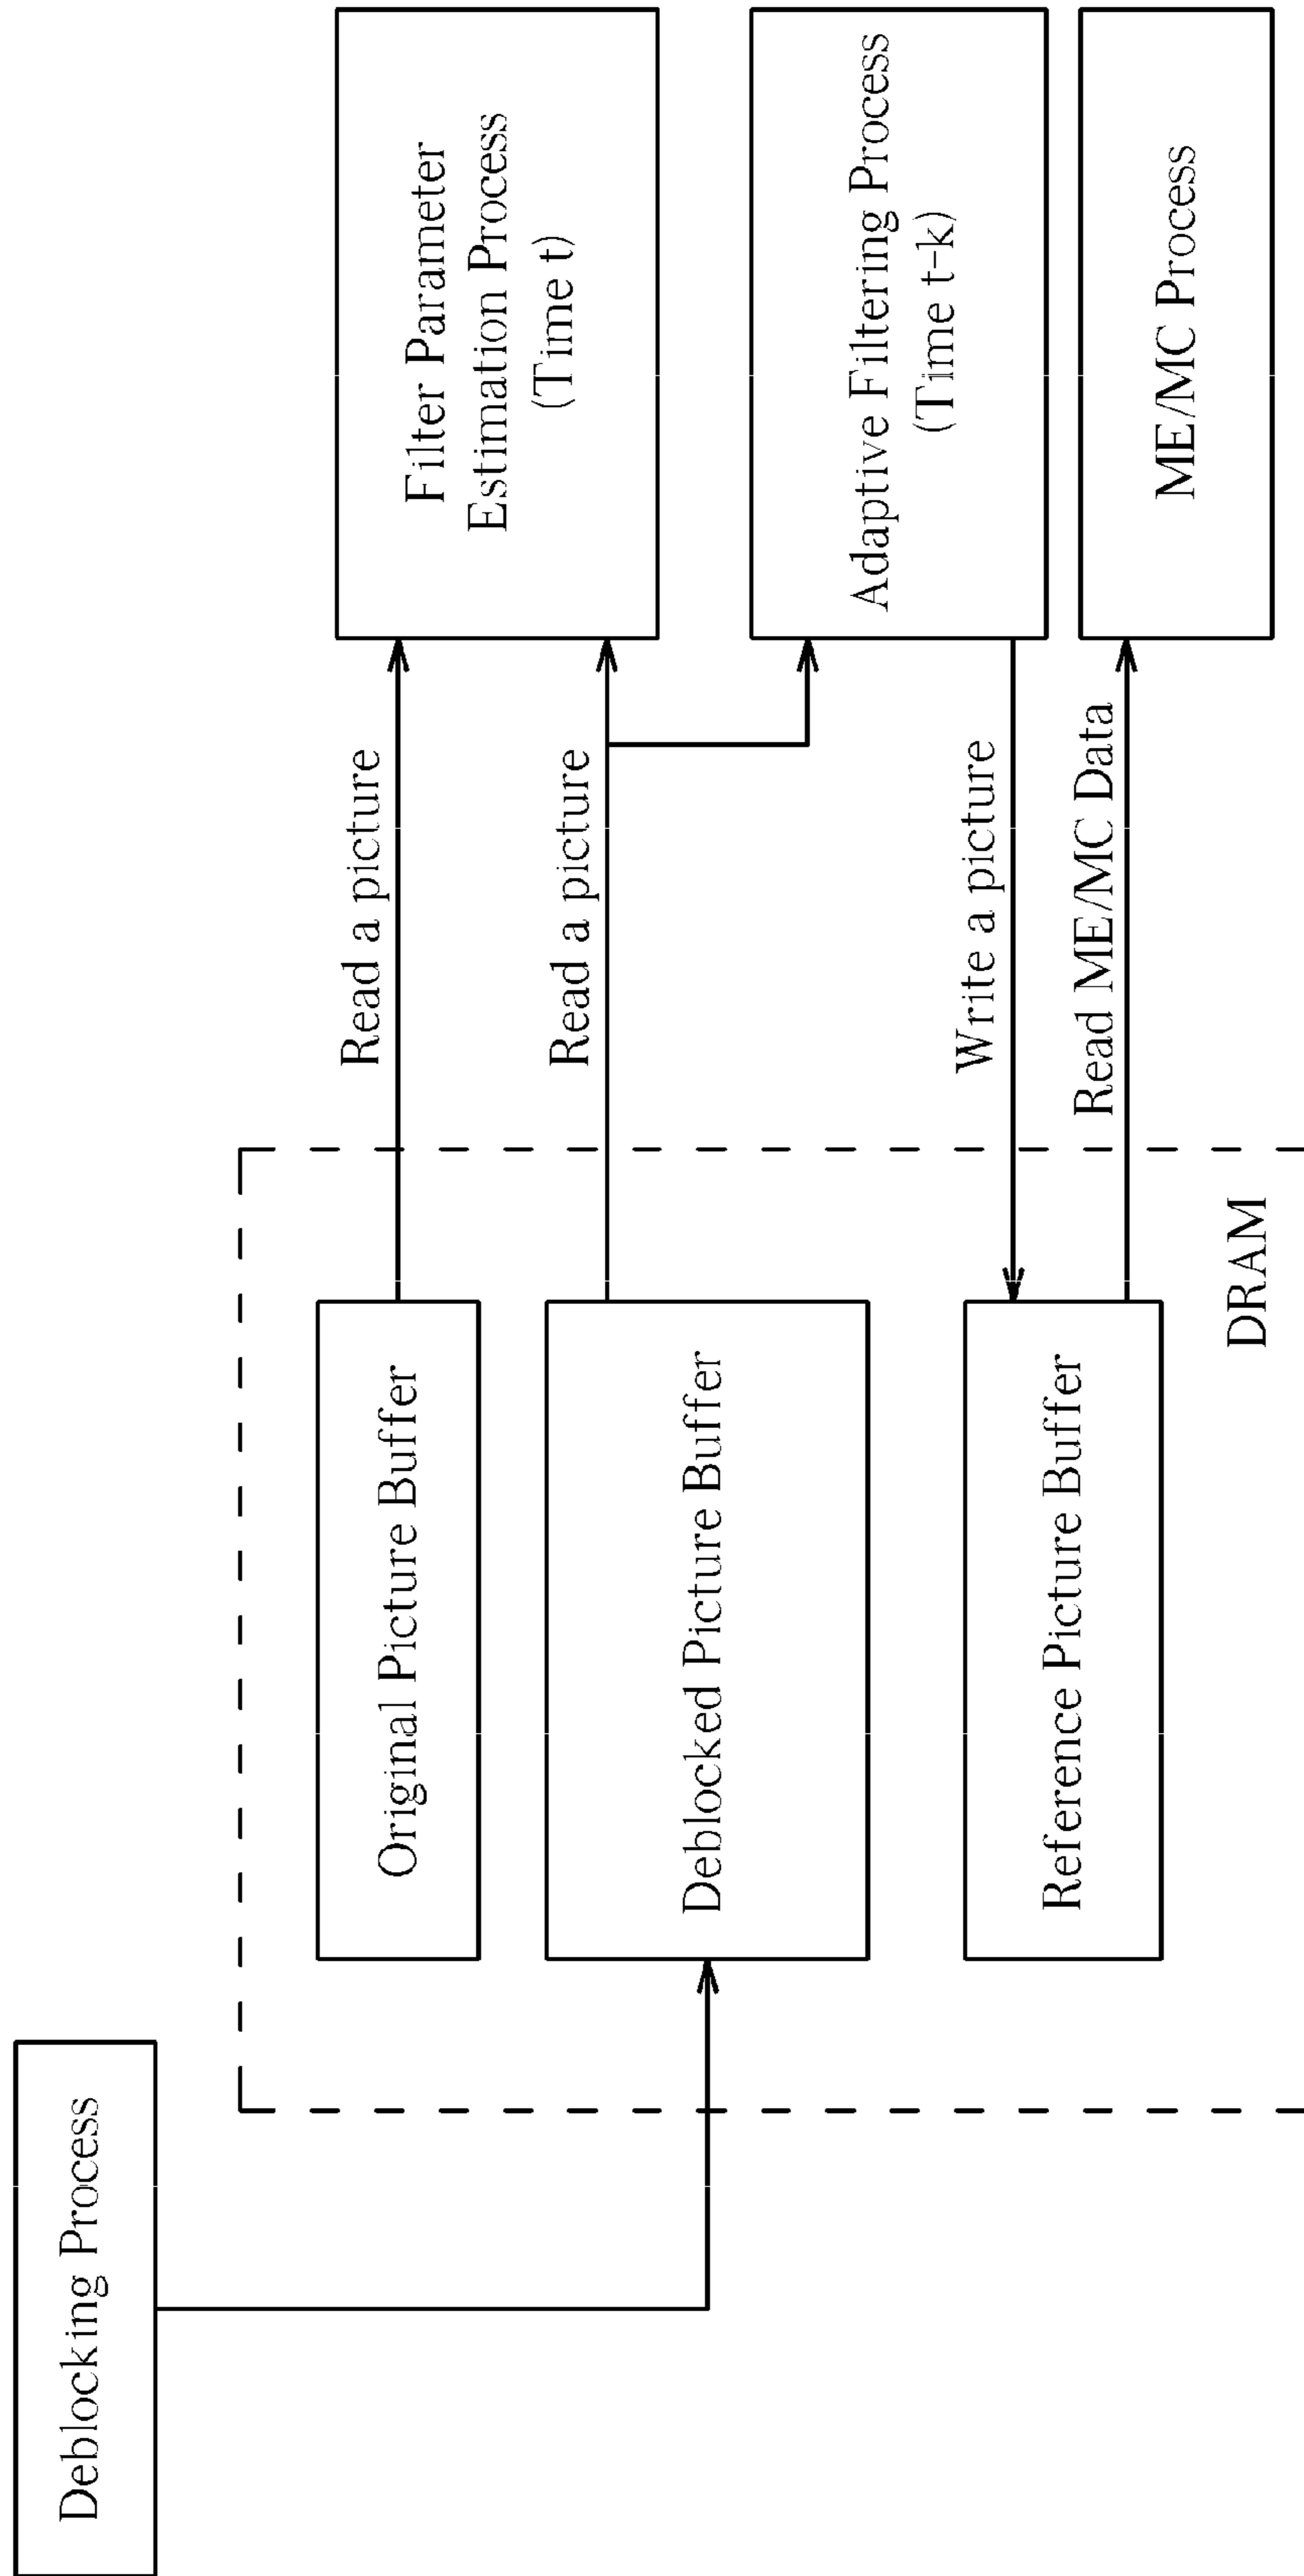 Deblocking Process
Original Picture Buffer
Deblocked Picture Buffer
Reference Picture Buffer
DRAM
Read a picture
Read a picture
Write a picture
Read ME/MC Data
Filter Parameter
Estimation Process
(Time t)
Adaptive Filtering Process
(Time t-k)
ME/MC Process